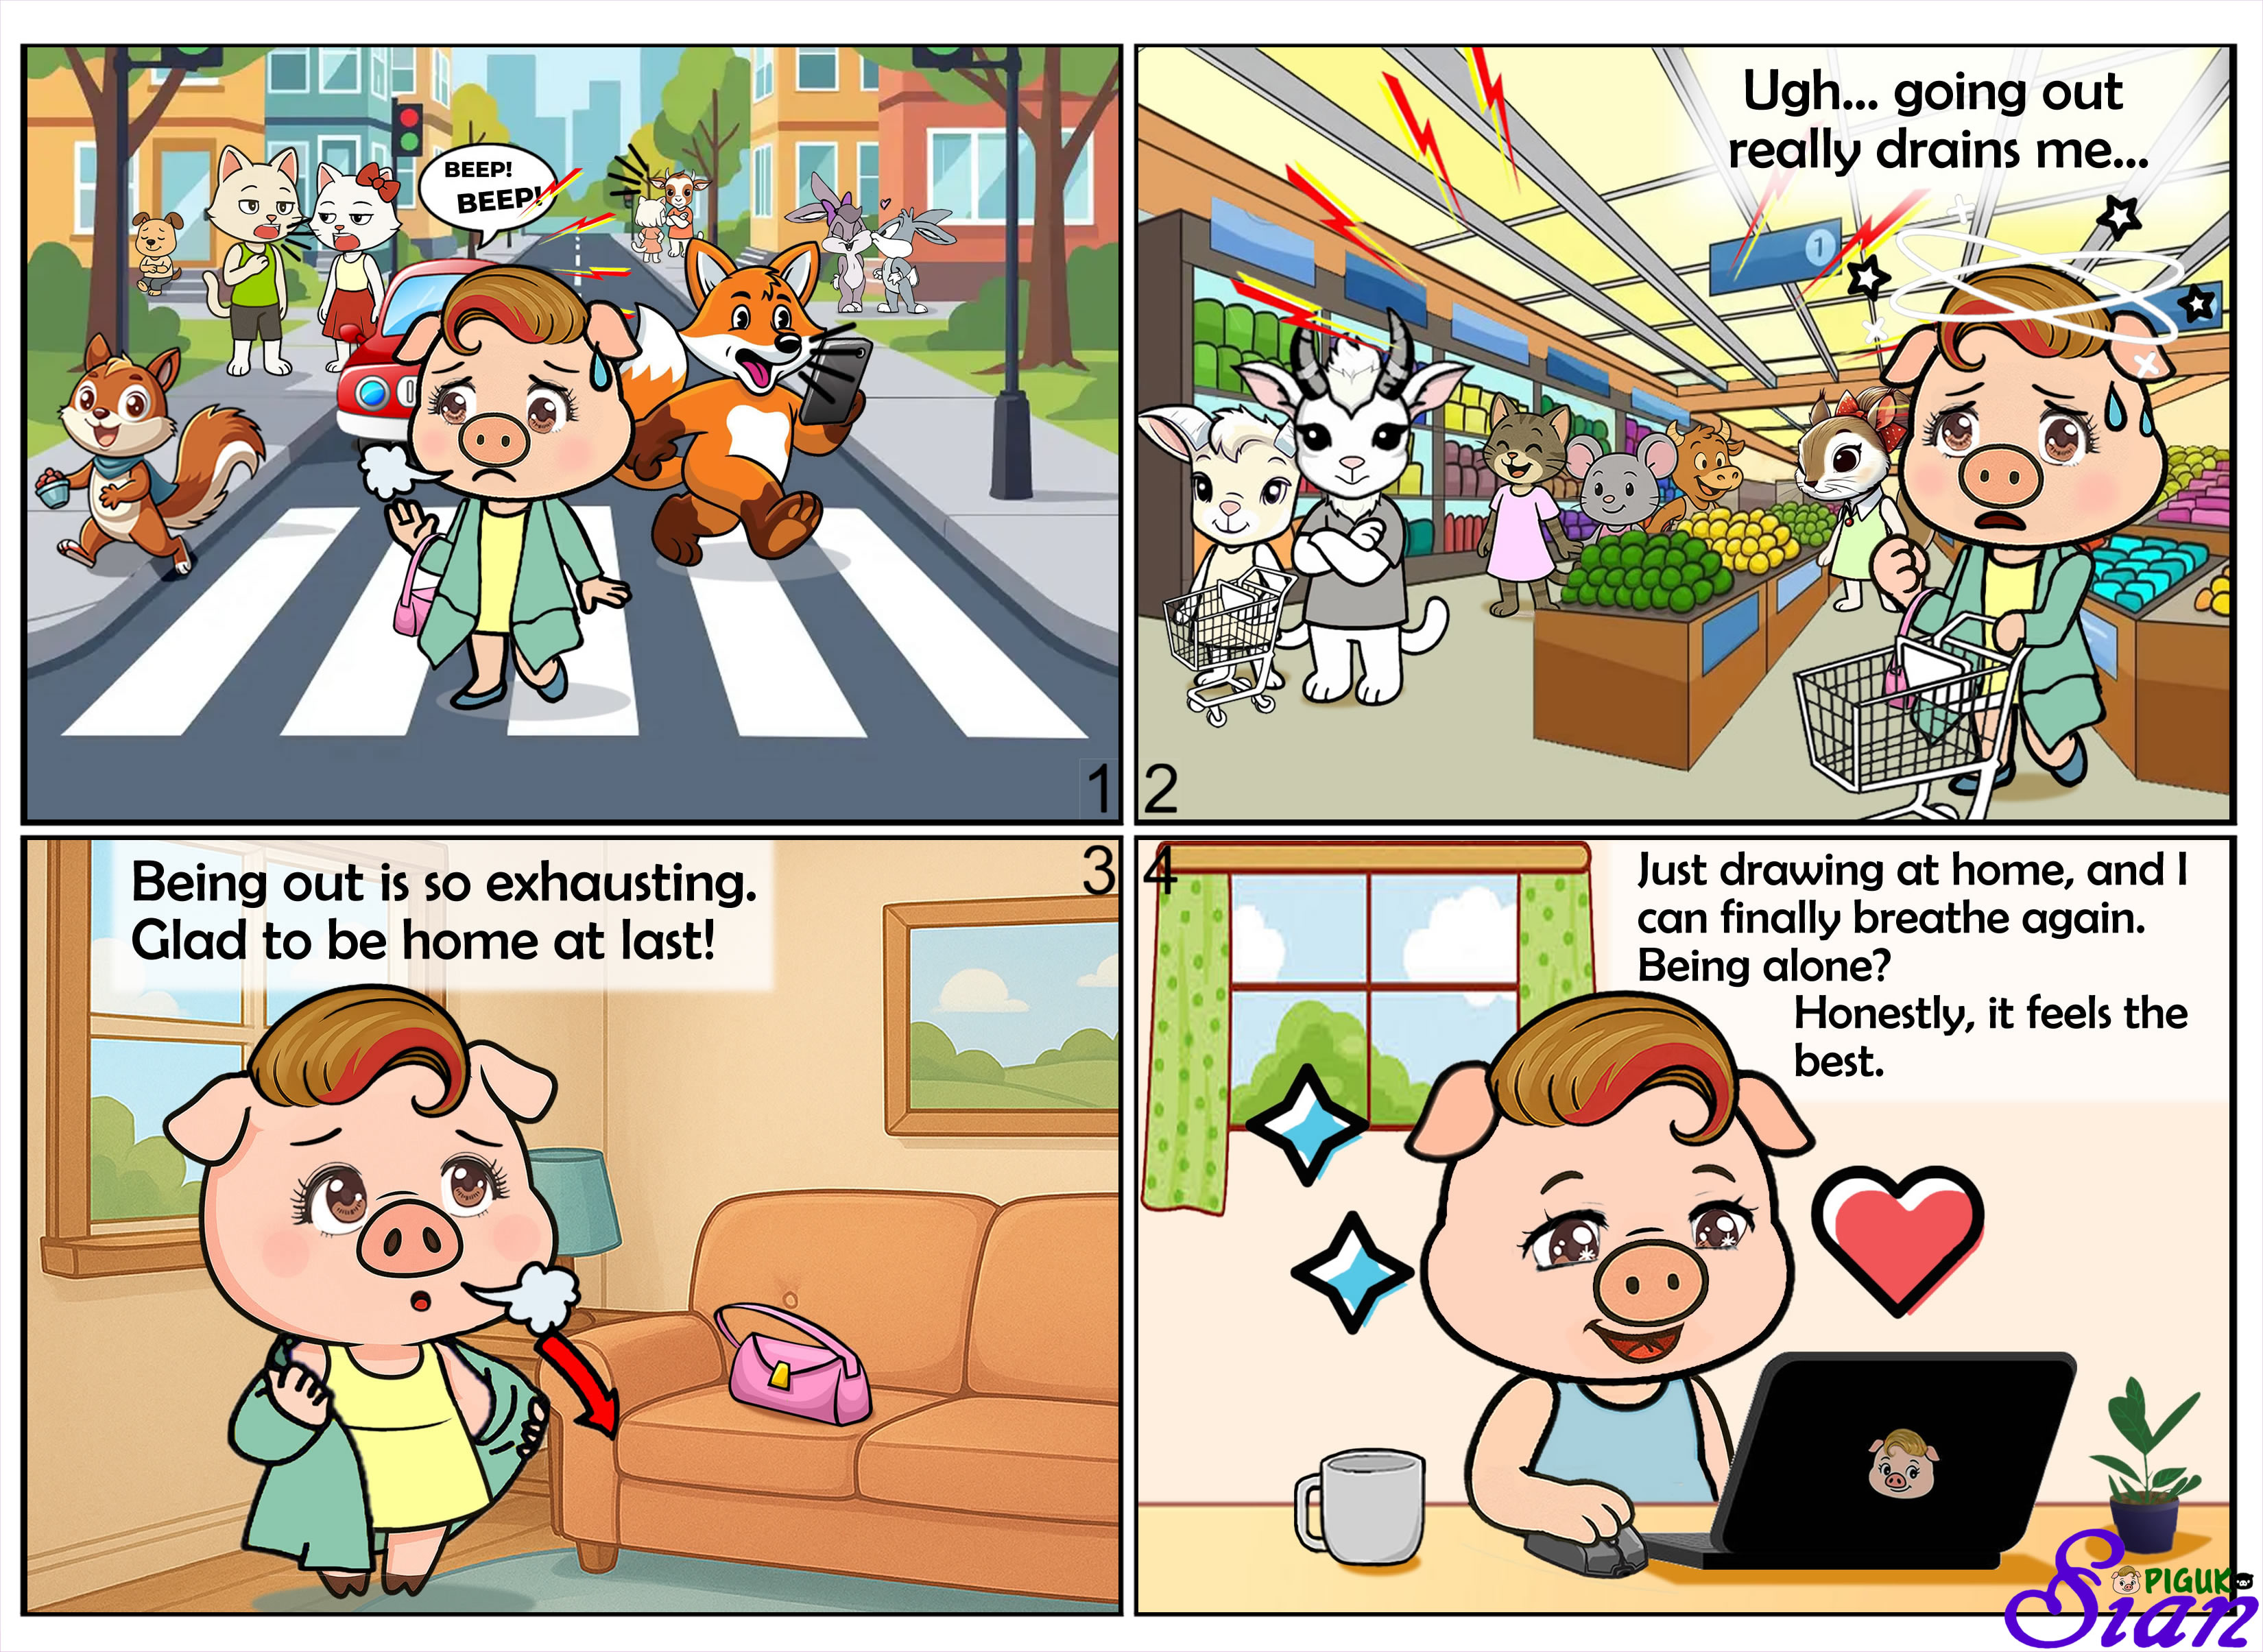 BEEP!
BEEP!
1
Ugh... going out
really drains me...
1
2
Being out is so exhausting.
Glad to be home at last!
3
4
Just drawing at home, and I
can finally breathe again.
Being alone?
Honestly, it feels the
best.
PIGUK
Sian